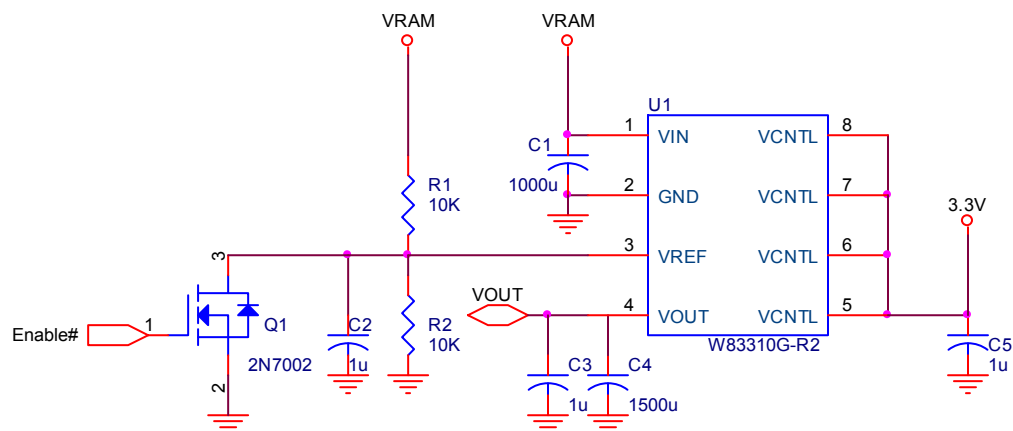 VRAM
VRAM
U1
1 VIN VCNTL 8
C1
1000u
R1
10K
2 GND VCNTL 7
3.3V
3
3 VREF VCNTL 6
VOUT
4 VOUT VCNTL 5
Enable#
1
Q1
C2
R2
10K
W83310G-R2
C5
1u
2N7002
1u
C3
C4
2
1u
1500u